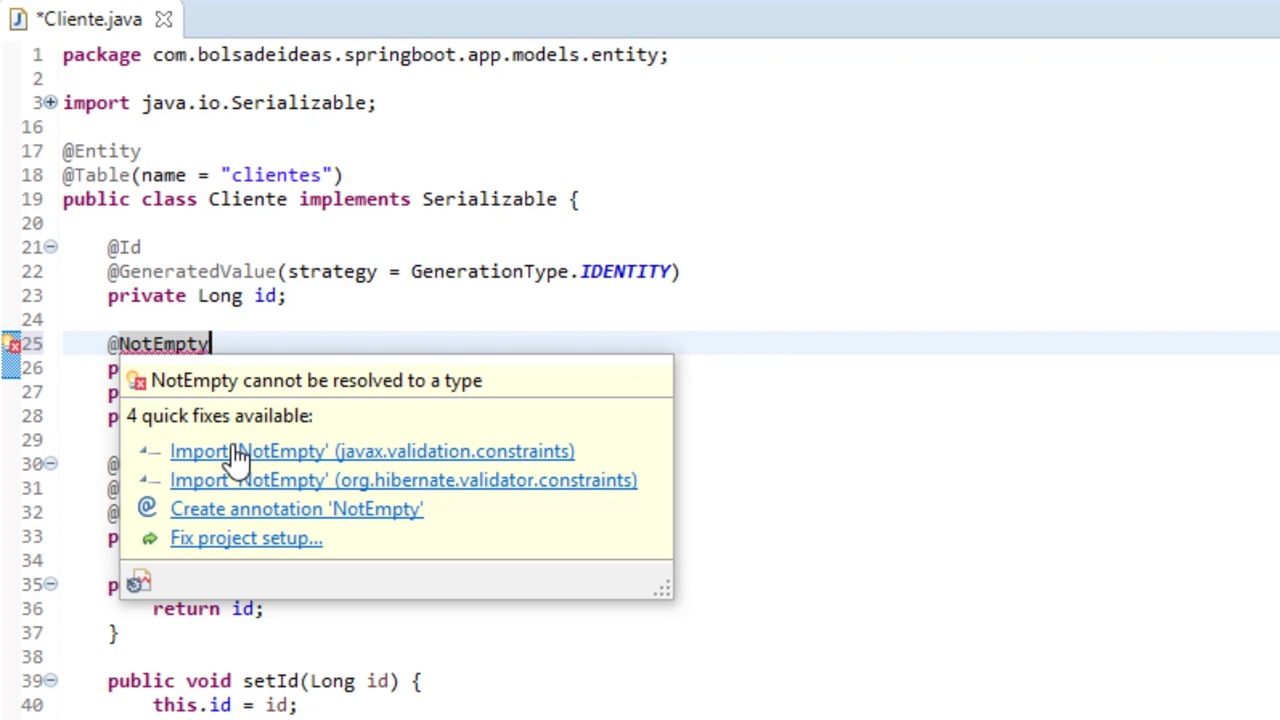 *Cliente.java
1 package com.bolsadeideas.springboot.app.models.entity;
2
3 import java.io.Serializable;
16
17 @Entity
18 @Table(name = "clientes")
19 public class Cliente implements Serializable {
20
21 @Id
22 @GeneratedValue(strategy = GenerationType.IDENTITY)
23 private Long id;
24
25 @NotEmpty
26 p
27 p
28 p
29
30 @
31 @
32 @
33 p
34
35 p
NotEmpty cannot be resolved to a type
4 quick fixes available:
Import 'NotEmpty' (javax.validation.constraints)
Import 'NotEmpty' (org.hibernate.validator.constraints)
Create annotation 'NotEmpty'
Fix project setup...
36 return id;
37 }
38
39 public void setId(Long id) {
40 this.id = id;